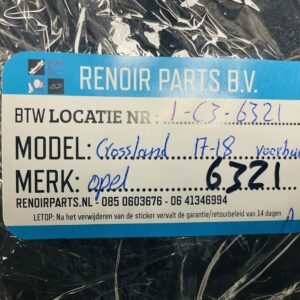 RENOIR PARTS B.V.
BTW LOCATIE NR: 1-C3-6321
MODEL: Crossland 17-18
MERK: opel 6321
RENOIRPARTS.NL - 085 0603676 - 06 41346994
LETOP: Na het verwijderen van de sticker vervalt de garantie/retourbeleid van 14 dagen